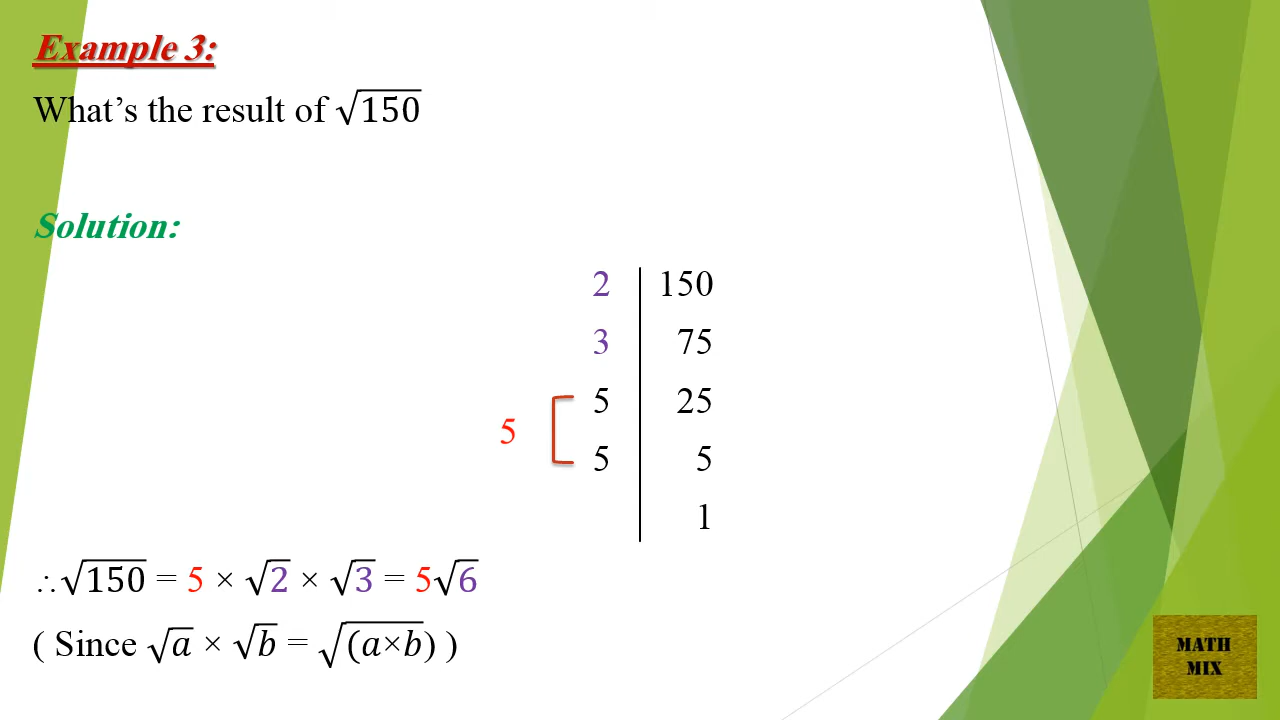 Example 3:
What's the result of √150
Solution:
2 150
3 75
5 25
5
5 5
1
∴√150 = 5 × √2 × √3 = 5√6
( Since √a × √b = √(a×b) )
MATH
MIX